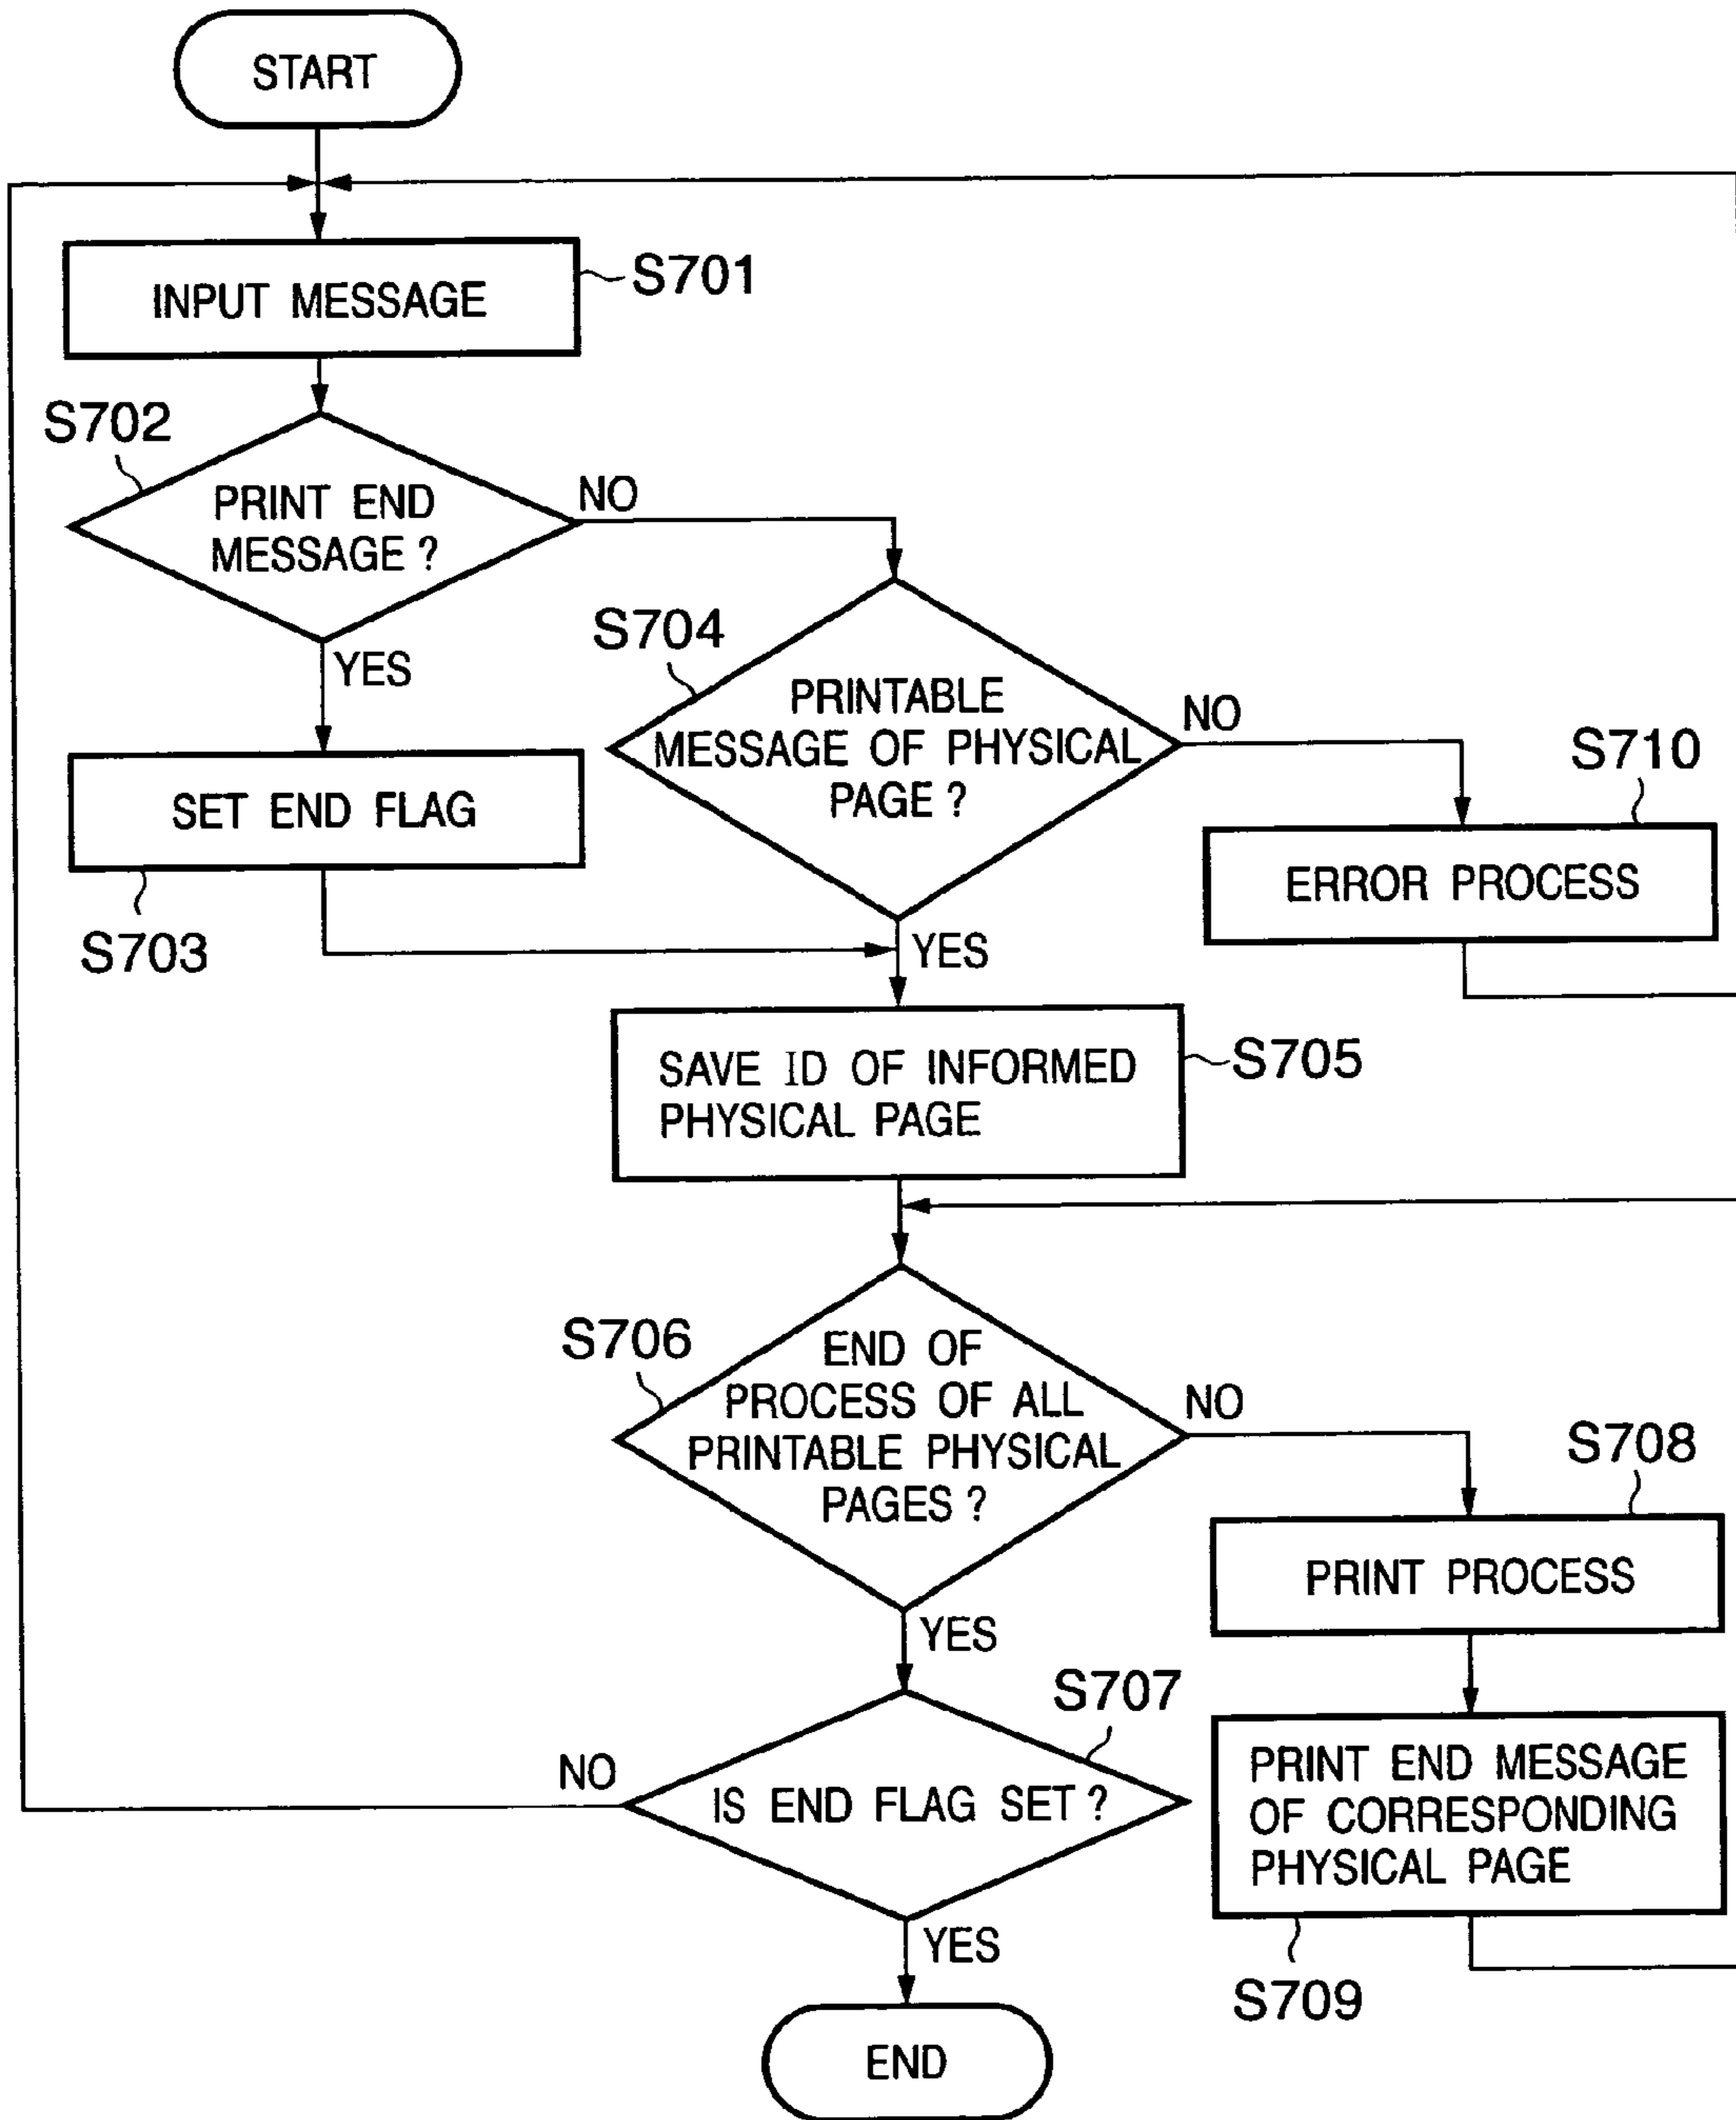 START
INPUT MESSAGE
S701
S702
PRINT END
MESSAGE ?
NO
YES
S704
PRINTABLE
MESSAGE OF PHYSICAL
PAGE ?
NO
YES
SET END FLAG
S703
S710
ERROR PROCESS
SAVE ID OF INFORMED
PHYSICAL PAGE
S705
S706
END OF
PROCESS OF ALL
PRINTABLE PHYSICAL
PAGES ?
NO
YES
S708
PRINT PROCESS
S707
IS END FLAG SET ?
NO
YES
PRINT END MESSAGE
OF CORRESPONDING
PHYSICAL PAGE
S709
END